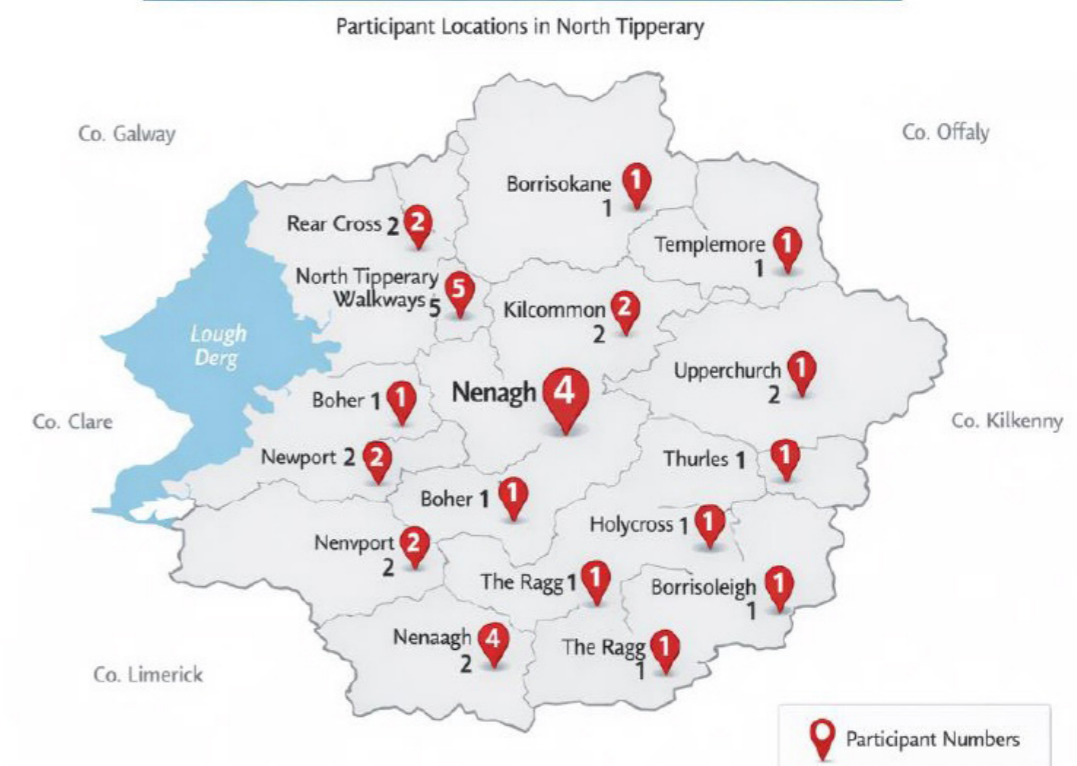 Participant Locations in North Tipperary
Co. Galway
Co. Offaly
Borrisokane 1
1
Rear Cross 2 2
Templemore 1
1
North Tipperary
Walkways 5 5
Kilcommon 2
2
Lough
Derg
Upperchurch 1
2
Nenagh 4
Boher 1 1
Co. Clare
Co. Kilkenny
Newport 2 2
Thurles 1 1
Boher 1 1
Holycross 1 1
Nenvport 2
2
The Ragg 1 1
Borrisoleigh 1
1
Nenaagh 4
2
The Ragg 1
1
Co. Limerick
Participant Numbers